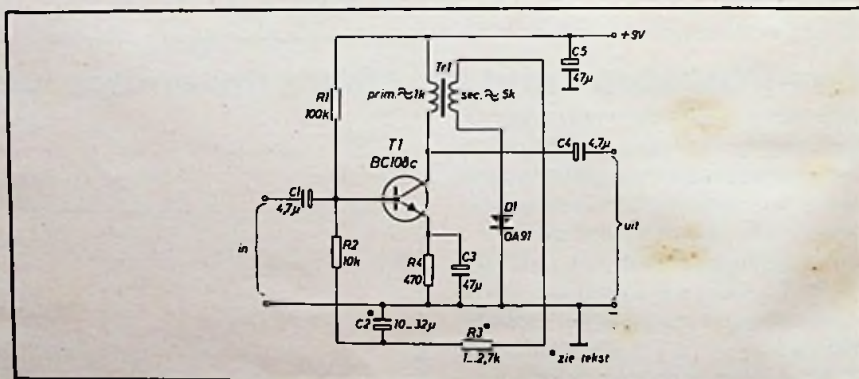 +9V
C5
47µ
Tr1
R1
100k
prim.≈1k
sec.≈5k
T1
BC108c
C4
4,7µ
C1
4,7µ
D1
OA91
in
uit
R2
10k
R4
470
C3
47µ
C2*
10...32µ
R3*
1...2,7k
*zie tekst